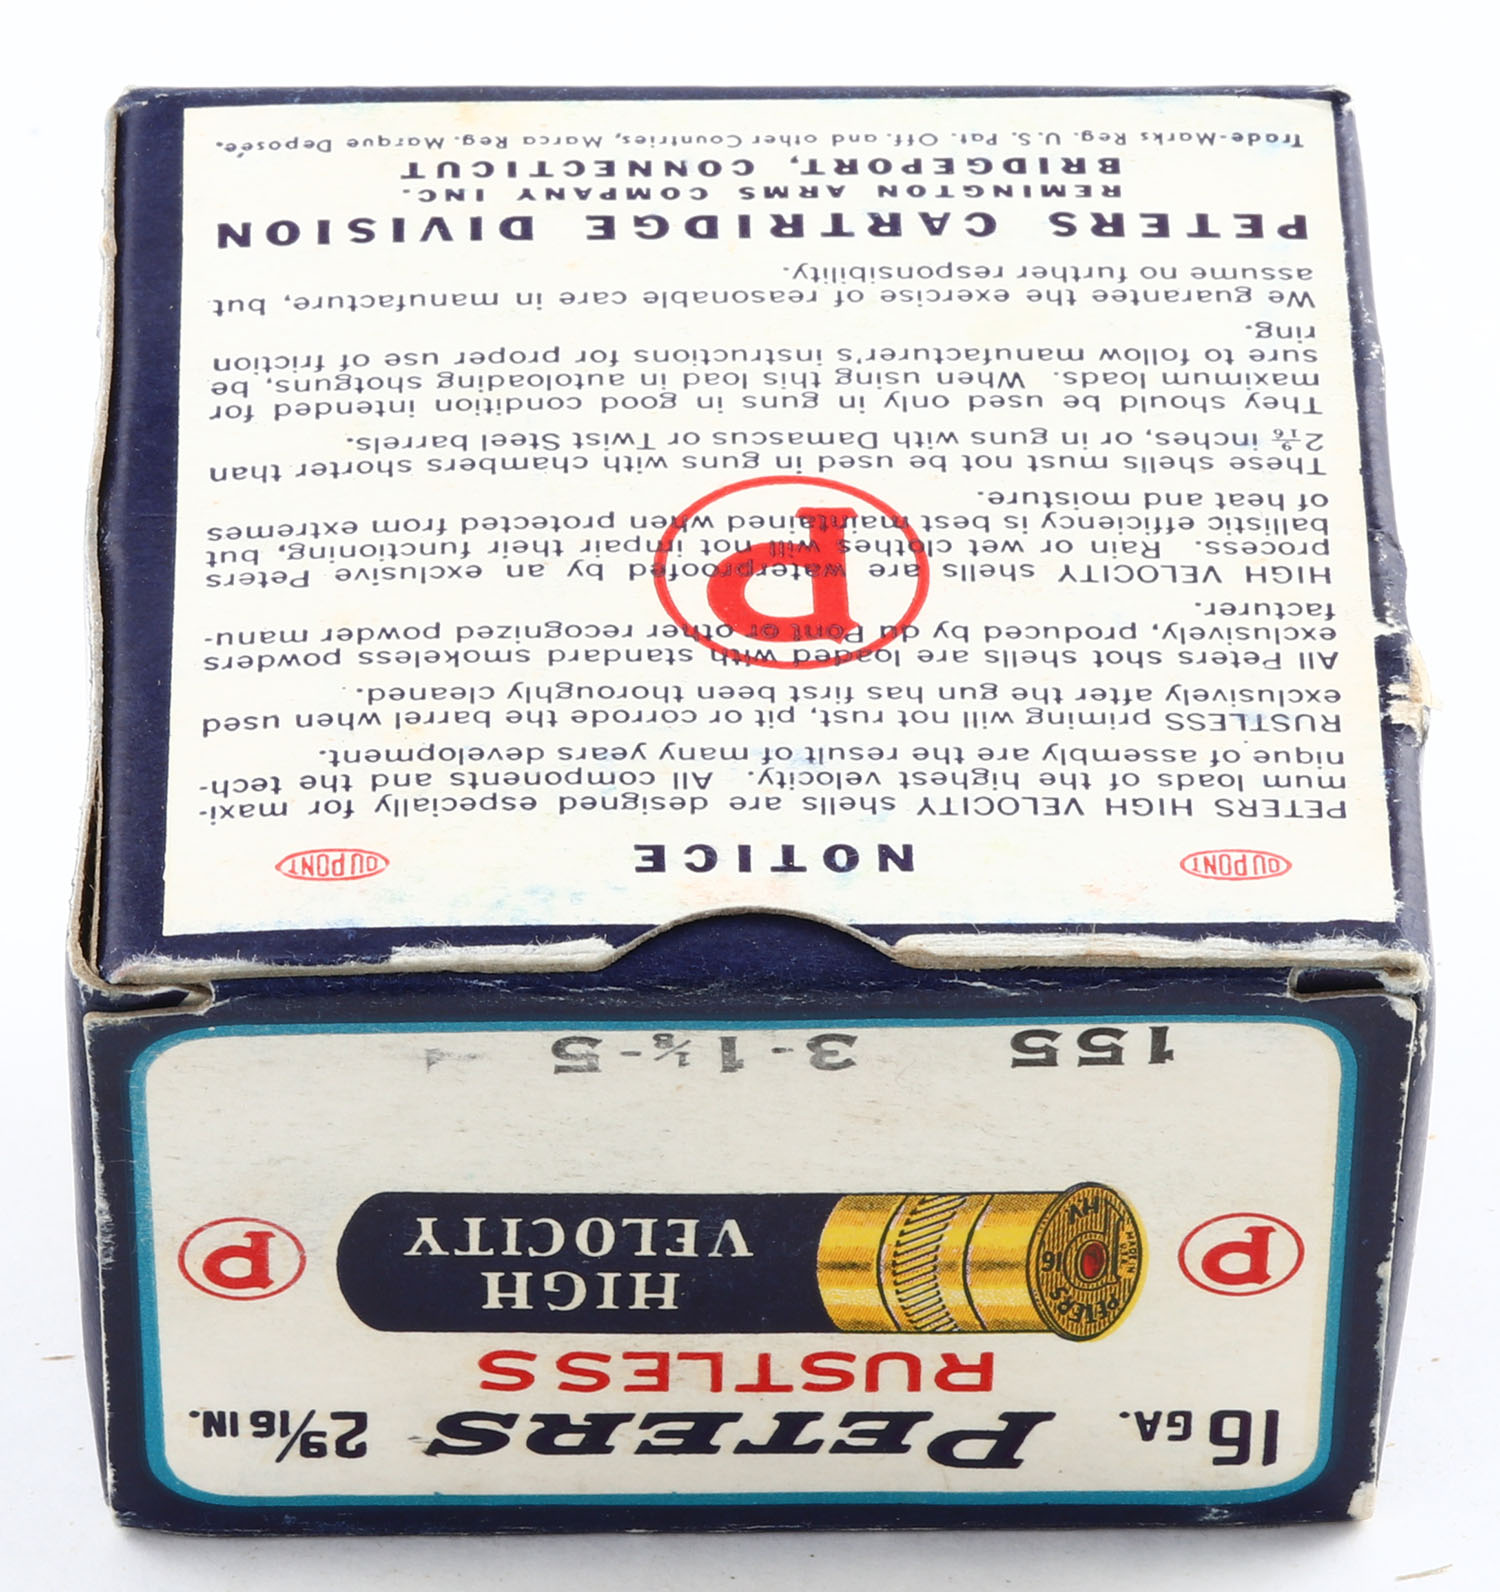 NOTICE
DU PONT
DU PONT
PETERS HIGH VELOCITY shells are designed especially for maxi-
mum loads of the highest velocity. All components and the tech-
nique of assembly are the result of many years development.
RUSTLESS priming will not rust, pit or corrode the barrel when used
exclusively after the gun has first been thoroughly cleaned.
All Peters shot shells are loaded with standard smokeless powders
exclusively, produced by du Pont or other recognized powder manu-
facturer.
HIGH VELOCITY shells are waterproofed by an exclusive Peters
process. Rain or wet clothes will not impair their functioning, but
ballistic efficiency is best maintained when protected from extremes
of heat and moisture.
P
These shells must not be used in guns with chambers shorter than
2 9/16 inches, or in guns with Damascus or Twist Steel barrels.
They should be used only in guns in good condition intended for
maximum loads. When using this load in autoloading shotguns, be
sure to follow manufacturer's instructions for proper use of friction
ring.
We guarantee the exercise of reasonable care in manufacture, but
assume no further responsibility.
PETERS CARTRIDGE DIVISION
REMINGTON ARMS COMPANY INC.
BRIDGEPORT, CONNECTICUT
Trade-Marks Reg. U.S. Pat. Off. and other Countries, Marca Reg. Marque Deposée.
16 GA. PETERS 2 9/16 IN.
RUSTLESS
HIGH
VELOCITY
P
P
PETERS
16
HV
MADE IN
U.S.A.
155 3-1⅛-5